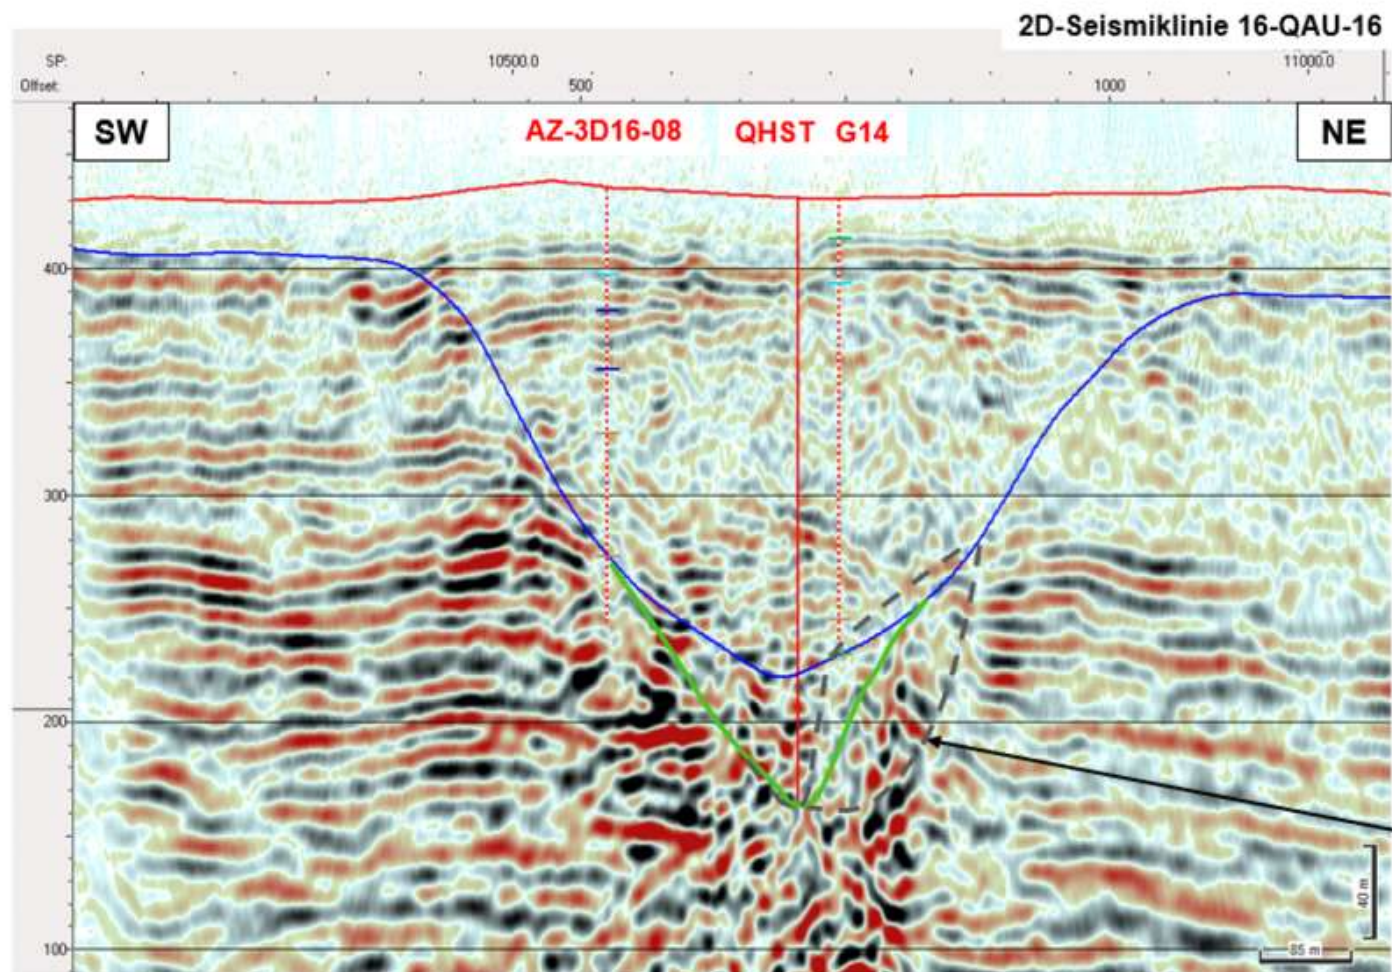 2D-Seismiklinie 16-QAU-16
SP: 10500.0 11000.0
Offset: 500 1000
SW AZ-3D16-08 QHST G14 NE
400
300
200
100
40 m
85 m